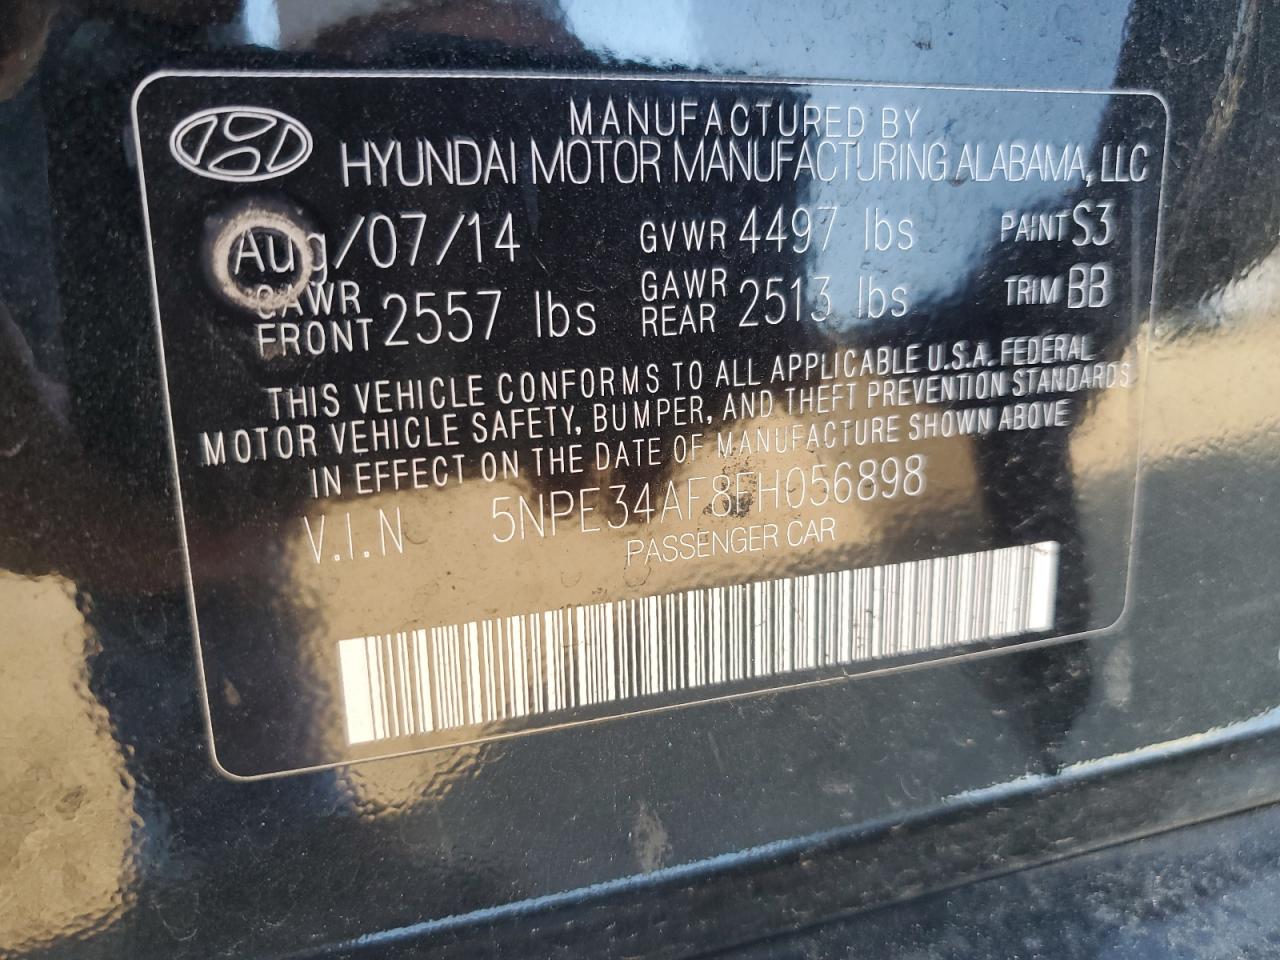 MANUFACTURED BY
HYUNDAI MOTOR MANUFACTURING ALABAMA, LLC
Aug/07/14 GVWR 4497 lbs PAINT S3
GAWR FRONT 2557 lbs GAWR REAR 2513 lbs TRIM BB
THIS VEHICLE CONFORMS TO ALL APPLICABLE U.S.A. FEDERAL
MOTOR VEHICLE SAFETY, BUMPER, AND THEFT PREVENTION STANDARDS
IN EFFECT ON THE DATE OF MANUFACTURE SHOWN ABOVE
V.I.N 5NPE34AF8FH056898
PASSENGER CAR